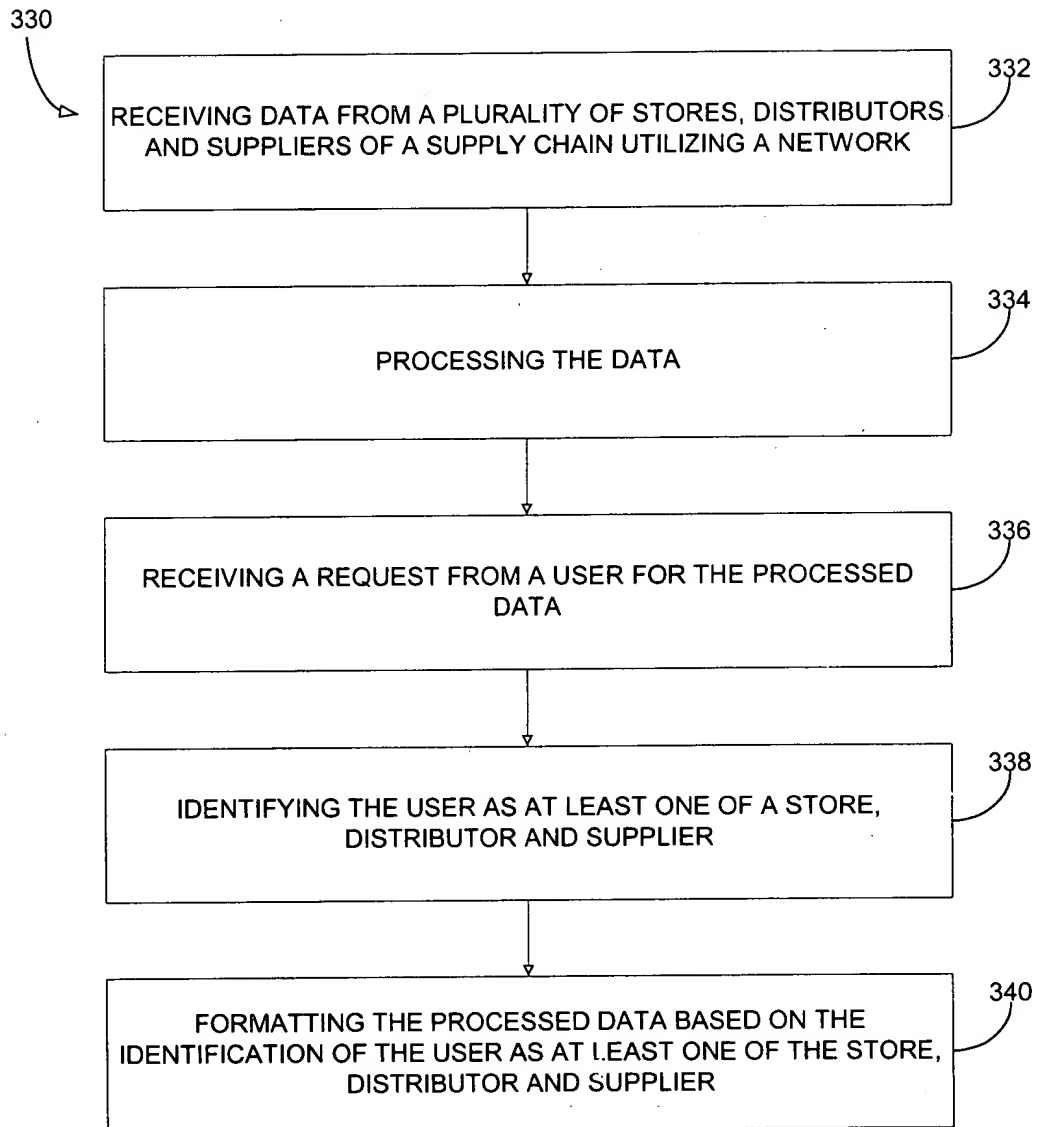 330
332
RECEIVING DATA FROM A PLURALITY OF STORES, DISTRIBUTORS
AND SUPPLIERS OF A SUPPLY CHAIN UTILIZING A NETWORK
334
PROCESSING THE DATA
336
RECEIVING A REQUEST FROM A USER FOR THE PROCESSED
DATA
338
IDENTIFYING THE USER AS AT LEAST ONE OF A STORE,
DISTRIBUTOR AND SUPPLIER
340
FORMATTING THE PROCESSED DATA BASED ON THE
IDENTIFICATION OF THE USER AS AT LEAST ONE OF THE STORE,
DISTRIBUTOR AND SUPPLIER